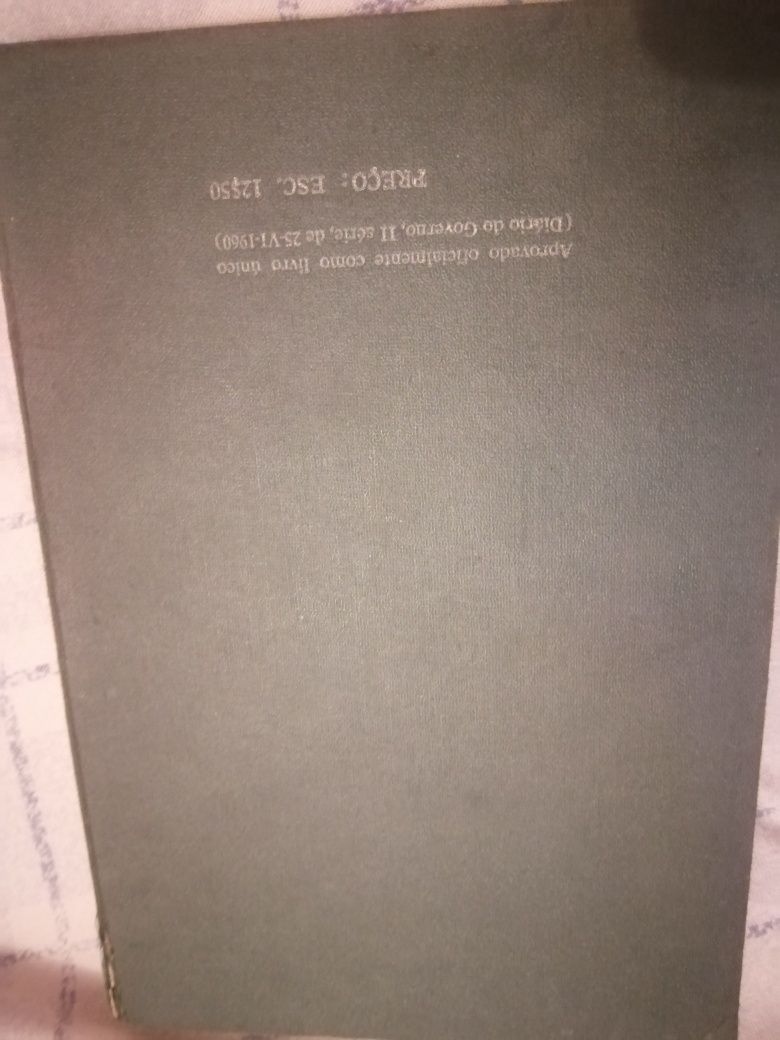 Aprovado oficialmente como livro único
(Diário do Governo, II série, de 25-VI-1960)
PREÇO: ESC. 12$50